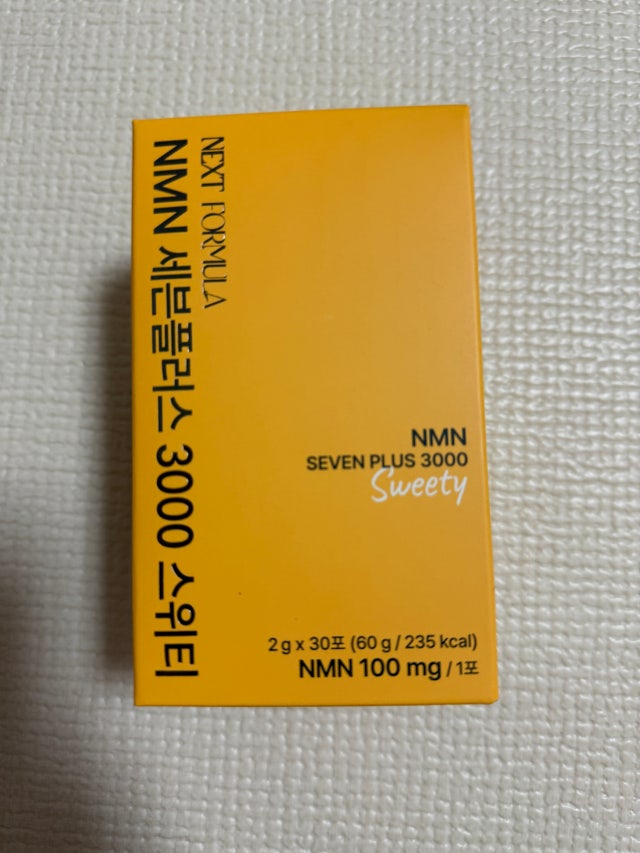 NEXT FORMULA
NMN 세븐플러스 3000 스위티
NMN
SEVEN PLUS 3000
Sweety
2 g x 30포 (60 g / 235 kcal)
NMN 100 mg / 1포